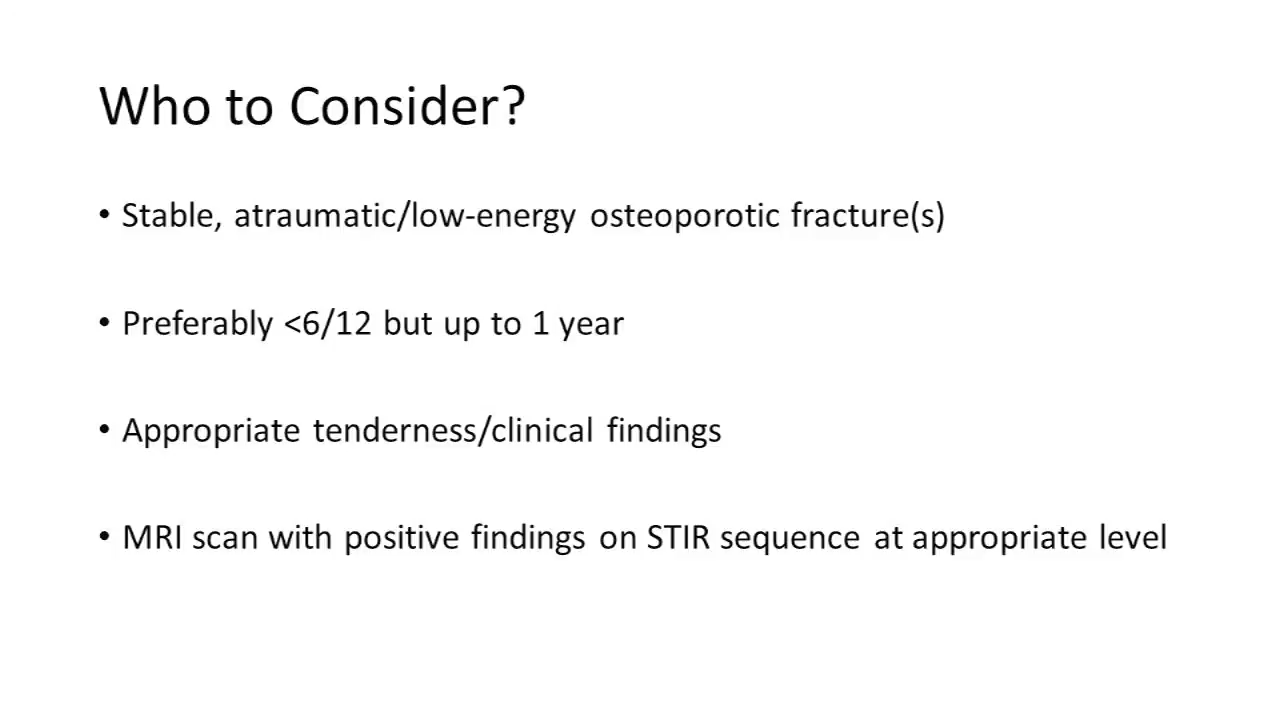 Who to Consider?
• Stable, atraumatic/low-energy osteoporotic fracture(s)
• Preferably <6/12 but up to 1 year
• Appropriate tenderness/clinical findings
• MRI scan with positive findings on STIR sequence at appropriate level